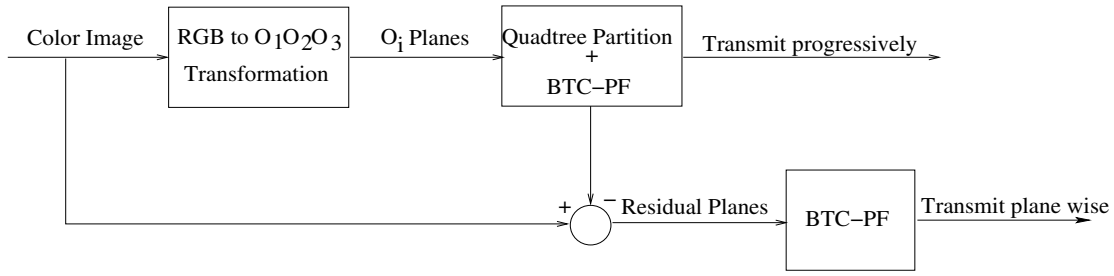 Color Image
RGB to O1O2O3
Transformation
Oi Planes
Quadtree Partition
+
BTC−PF
Transmit progressively
+
−
Residual Planes
BTC−PF
Transmit plane wise